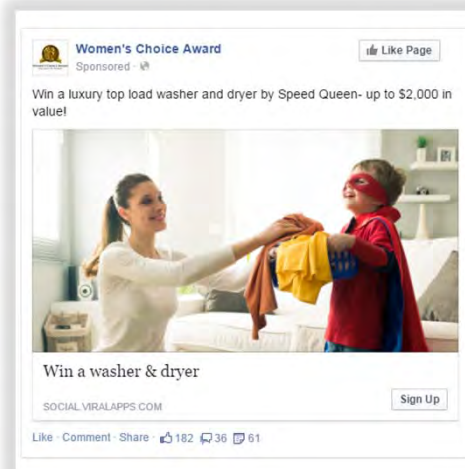 Women's Choice Award
Like Page
Sponsored ·
Win a luxury top load washer and dryer by Speed Queen- up to $2,000 in
value!
Win a washer & dryer
SOCIAL.VIRALAPPS.COM
Sign Up
Like · Comment · Share · 182 36 61